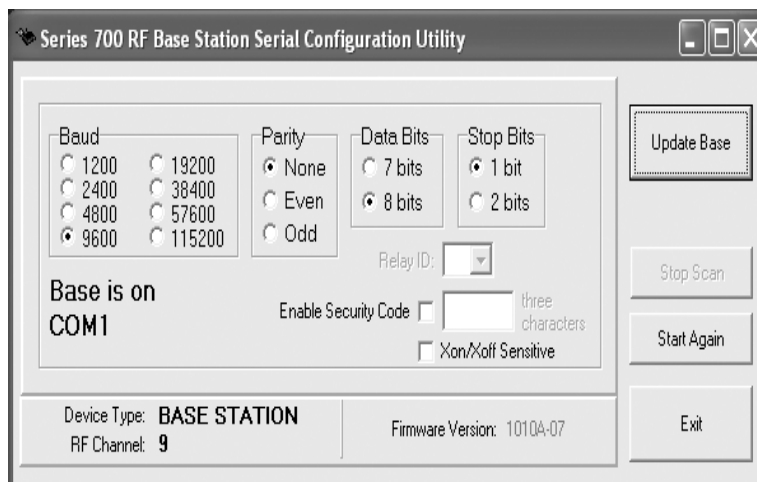 Series 700 RF Base Station Serial Configuration Utility
Baud
1200 19200
2400 38400
4800 57600
9600 115200
Parity
None
Even
Odd
Data Bits
7 bits
8 bits
Stop Bits
1 bit
2 bits
Relay ID:
Base is on
COM1
Enable Security Code
three
characters
Xon/Xoff Sensitive
Device Type: BASE STATION
RF Channel: 9
Firmware Version: 1010A-07
Update Base
Stop Scan
Start Again
Exit